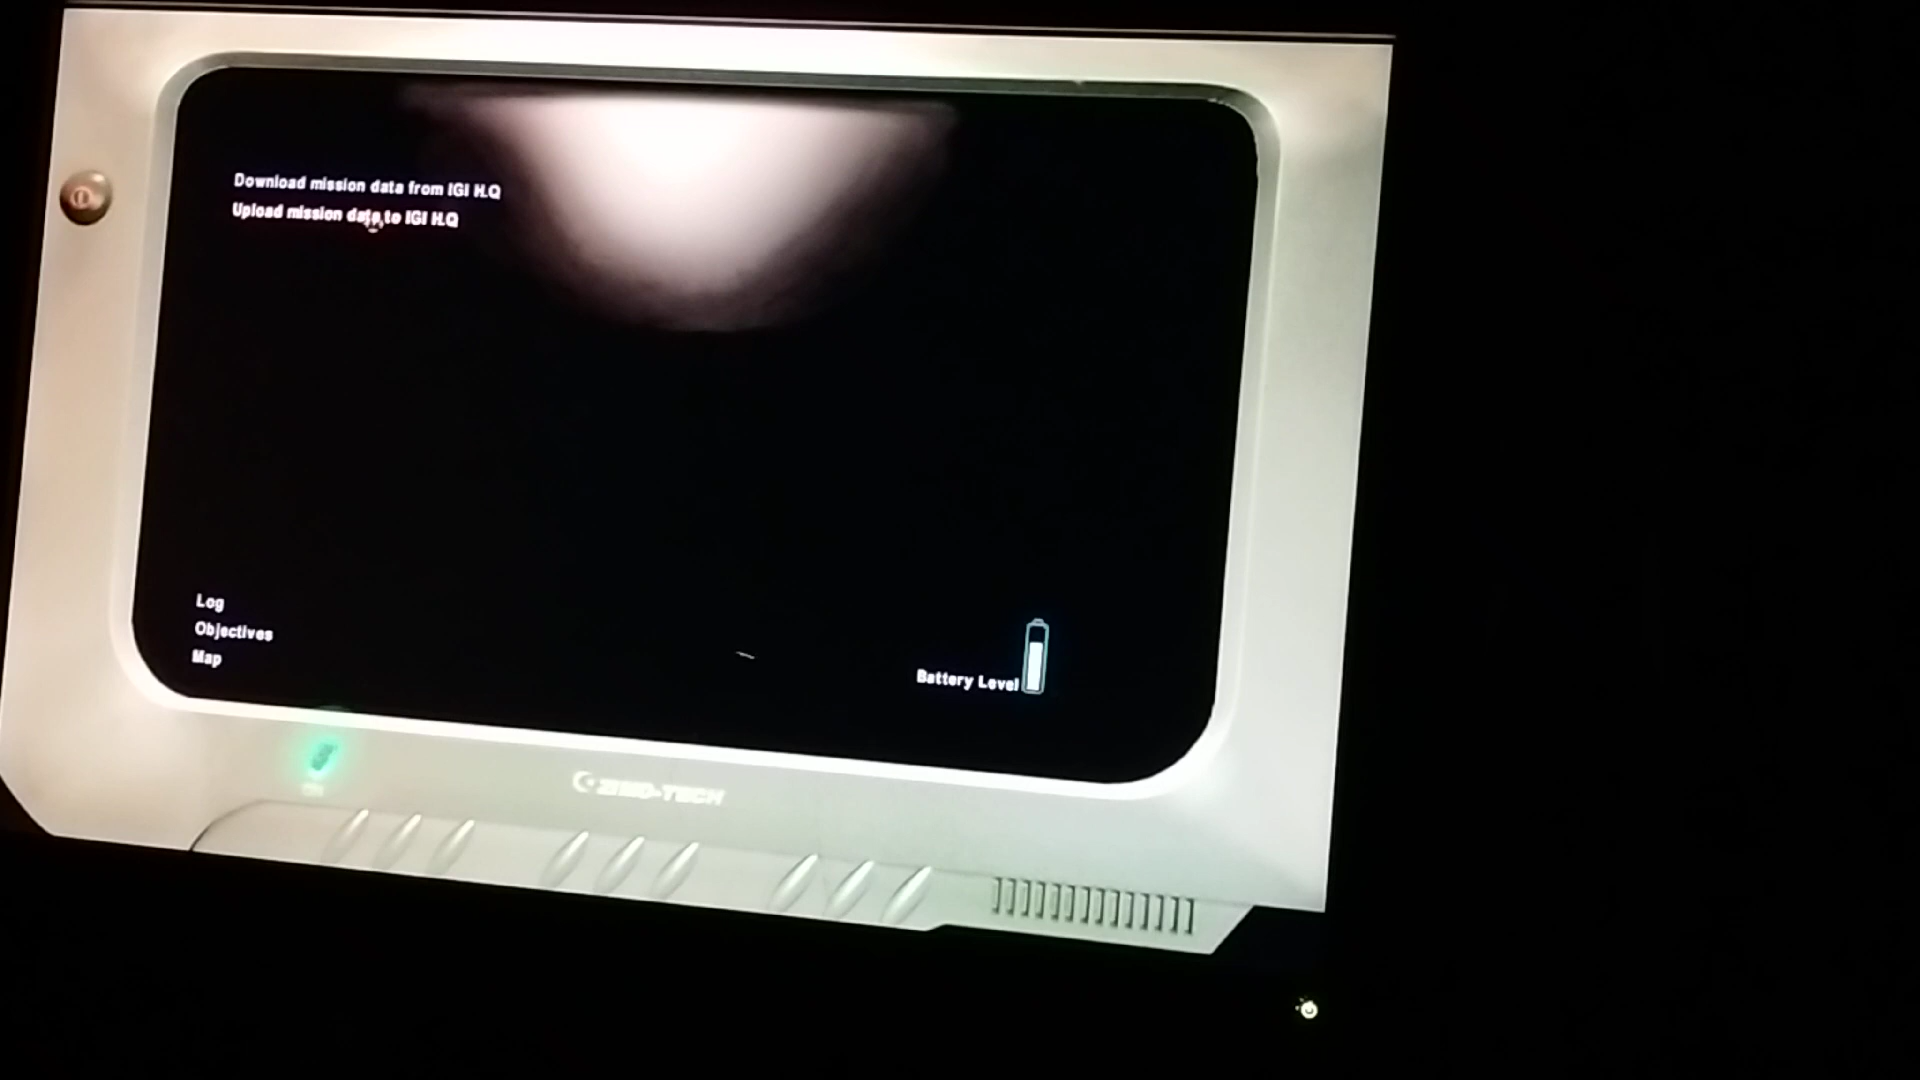 Download mission data from IGI H.Q
Upload mission data to IGI H.Q
Log
Objectives
Map
Battery Level